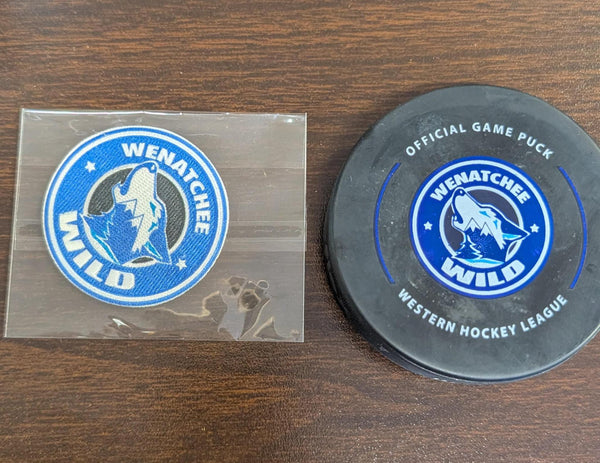 WENATCHEE
WILD
OFFICIAL GAME PUCK
WENATCHEE
WILD
WESTERN HOCKEY LEAGUE